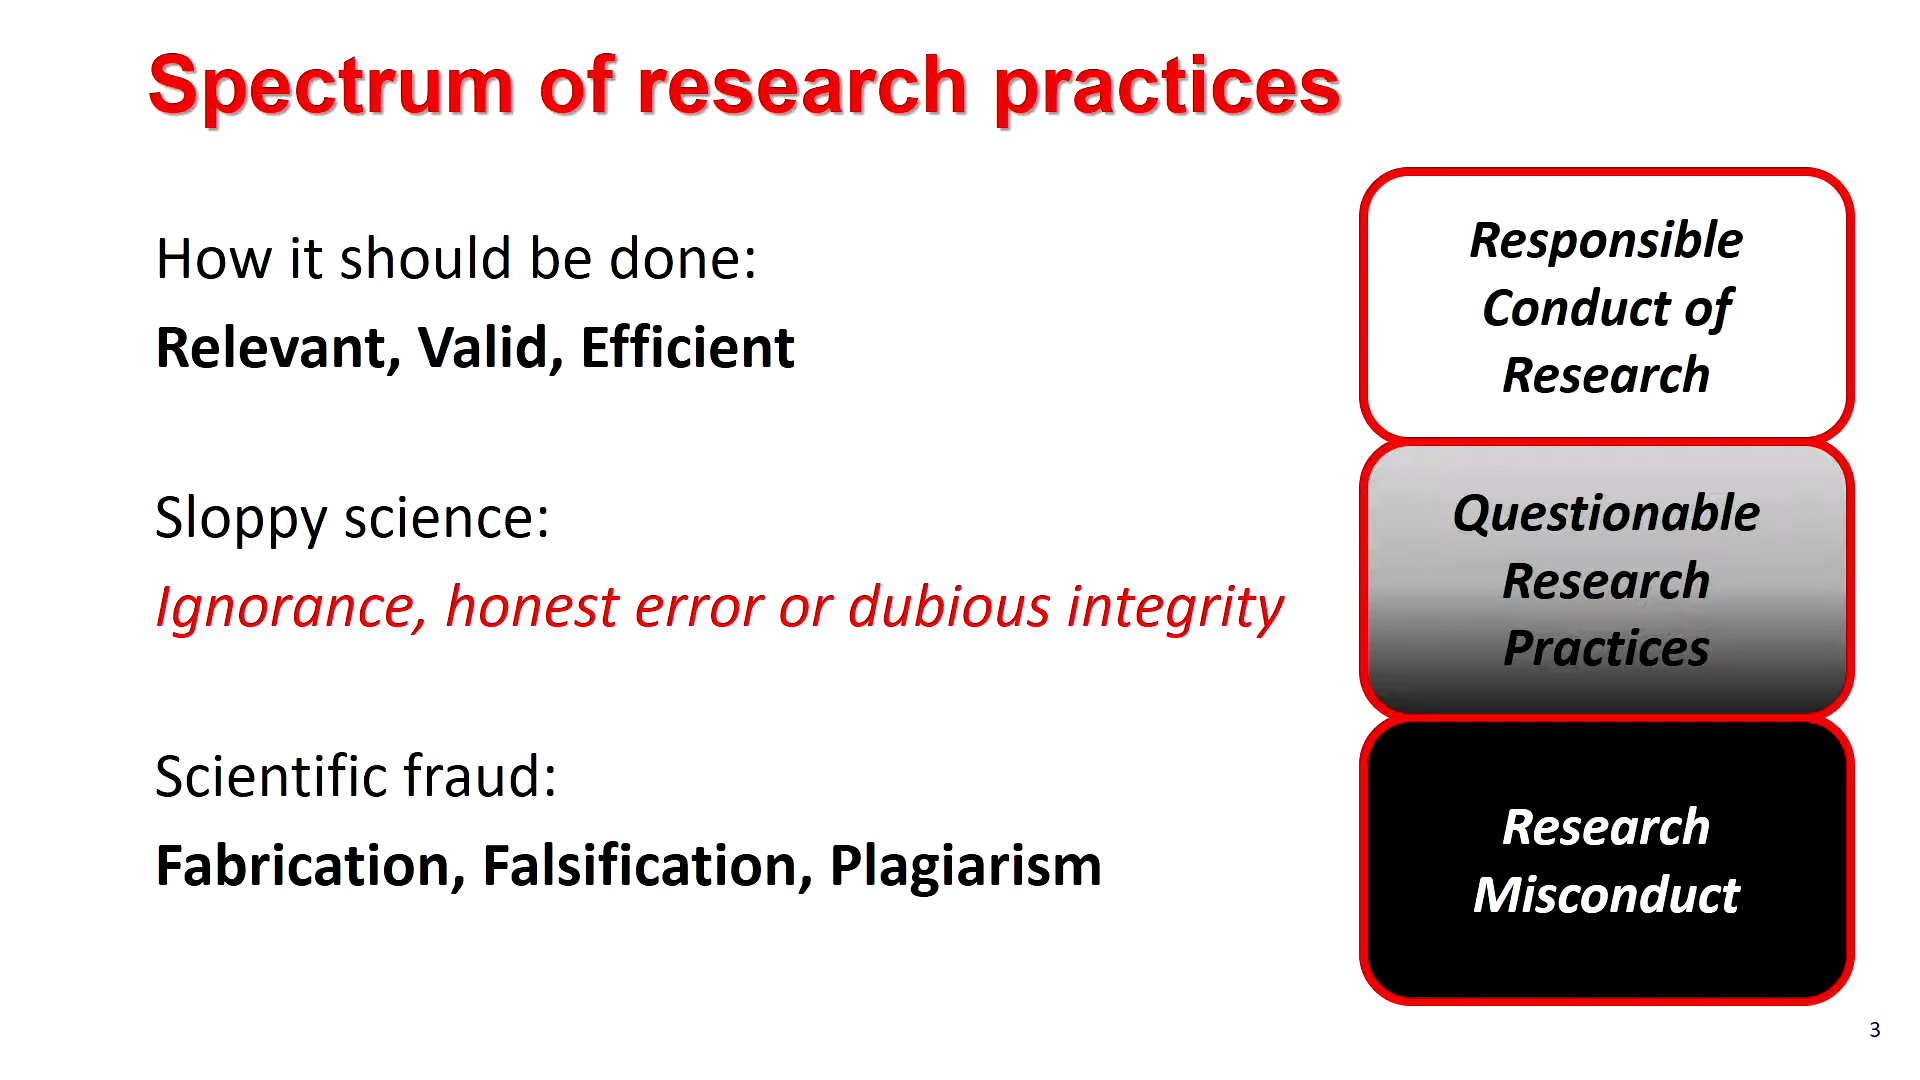 Spectrum of research practices
How it should be done:
Relevant, Valid, Efficient
Responsible
Conduct of
Research
Sloppy science:
Ignorance, honest error or dubious integrity
Questionable
Research
Practices
Scientific fraud:
Fabrication, Falsification, Plagiarism
Research
Misconduct
3